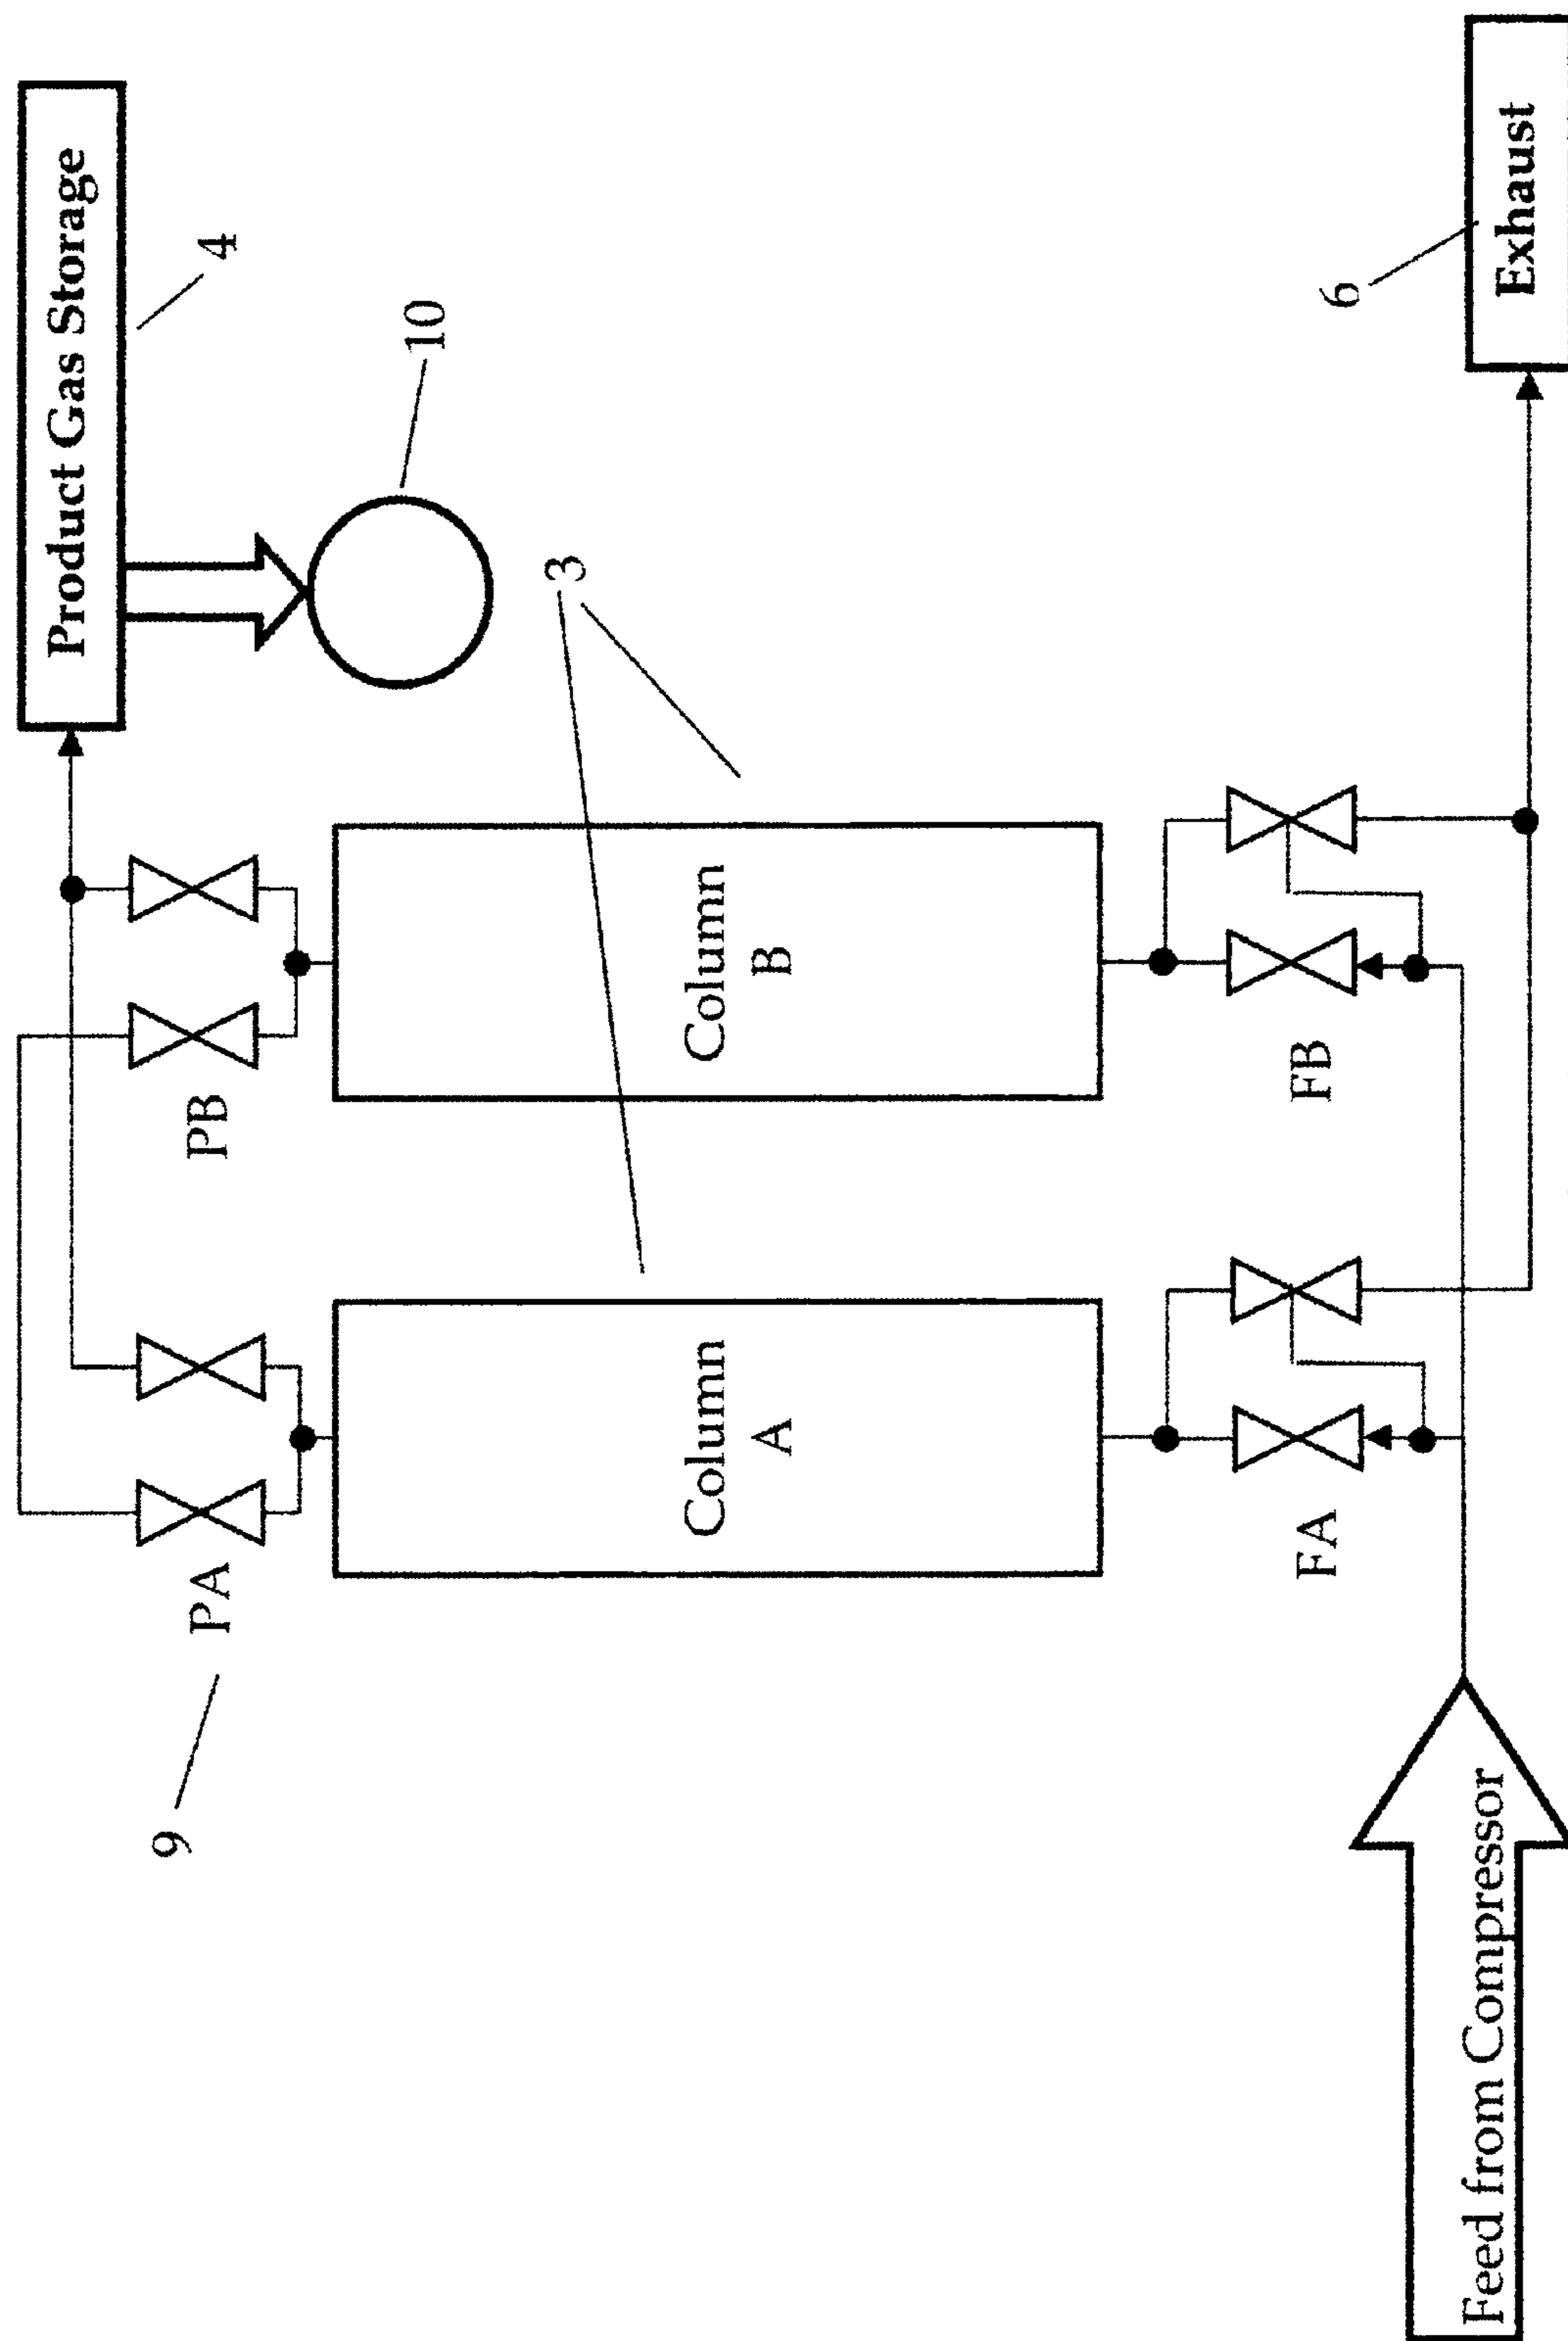 Product Gas Storage
9
PA
PB
4
10
3
Column
A
Column
B
FA
FB
6
Feed from Compressor
Exhaust